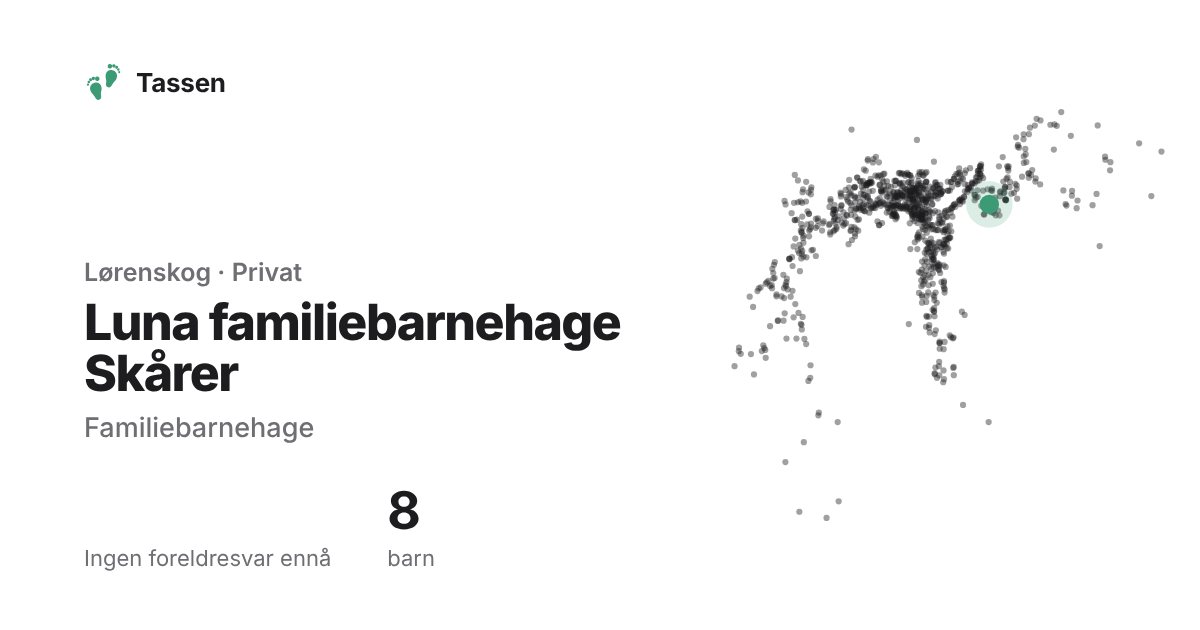 Tassen
Lørenskog · Privat
Luna familiebarnehage
Skårer
Familiebarnehage
8
Ingen foreldresvar ennå
barn